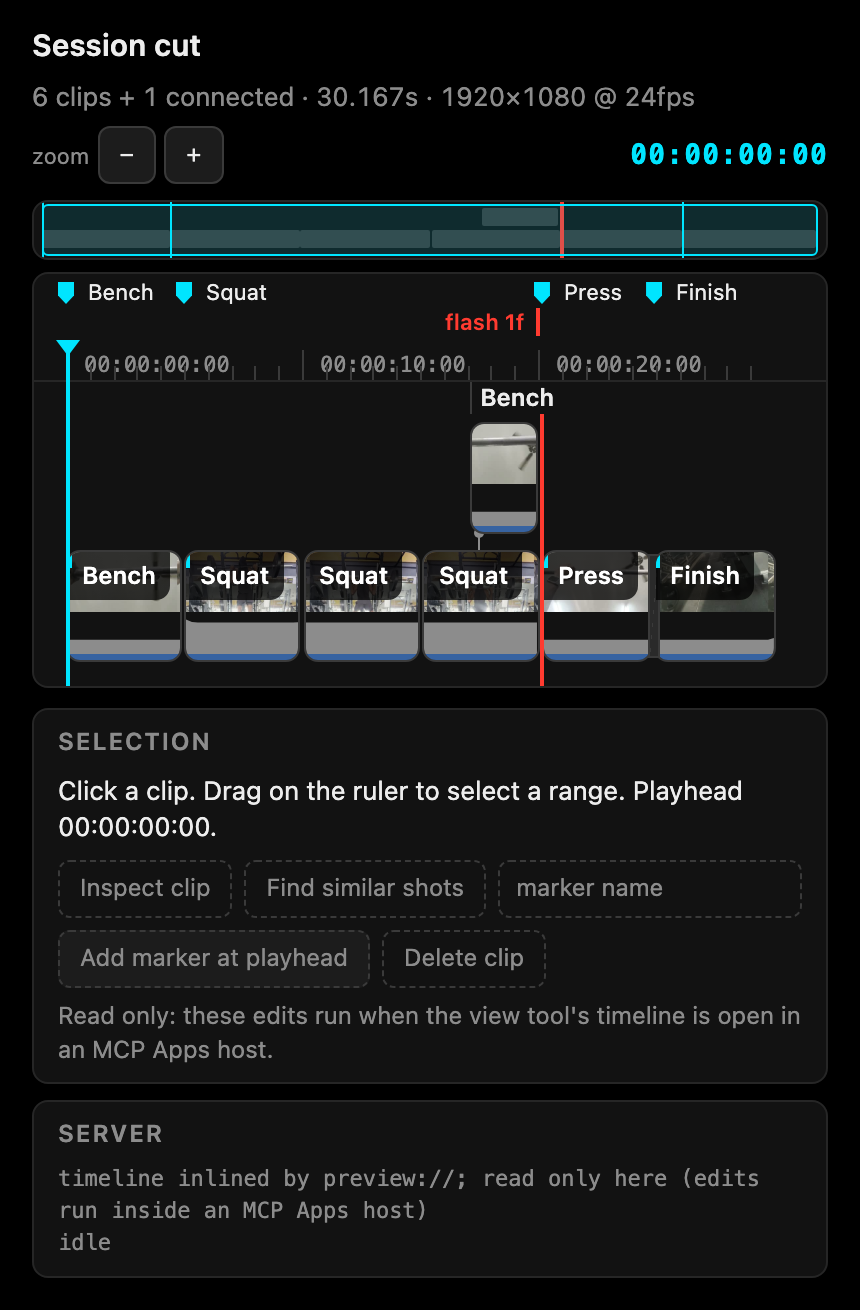 Session cut
6 clips + 1 connected · 30.167s · 1920×1080 @ 24fps
zoom − + 00:00:00:00
Bench Squat Press Finish
flash 1f
00:00:00:00 00:00:10:00 00:00:20:00
Bench
Bench Squat Squat Squat Press Finish
SELECTION
Click a clip. Drag on the ruler to select a range. Playhead
00:00:00:00.
Inspect clip Find similar shots marker name
Add marker at playhead Delete clip
Read only: these edits run when the view tool's timeline is open in
an MCP Apps host.
SERVER
timeline inlined by preview://; read only here (edits
run inside an MCP Apps host)
idle